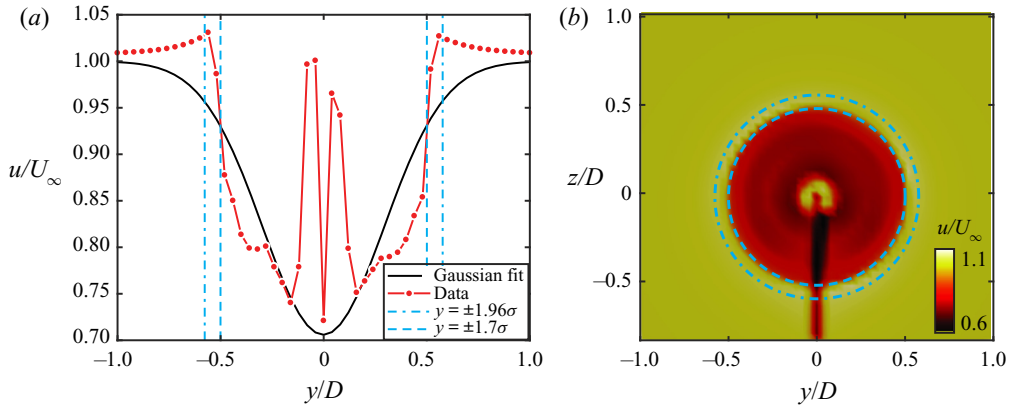 (a)
1.05
1.00
0.95
0.90
0.85
0.80
0.75
0.70
u/U∞
–1.0
–0.5
0
0.5
1.0
y/D
Gaussian fit
Data
y = ±1.96σ
y = ±1.7σ
(b)
1.0
0.5
0
–0.5
z/D
–1.0
–0.5
0
0.5
1.0
y/D
u/U∞
1.1
0.6